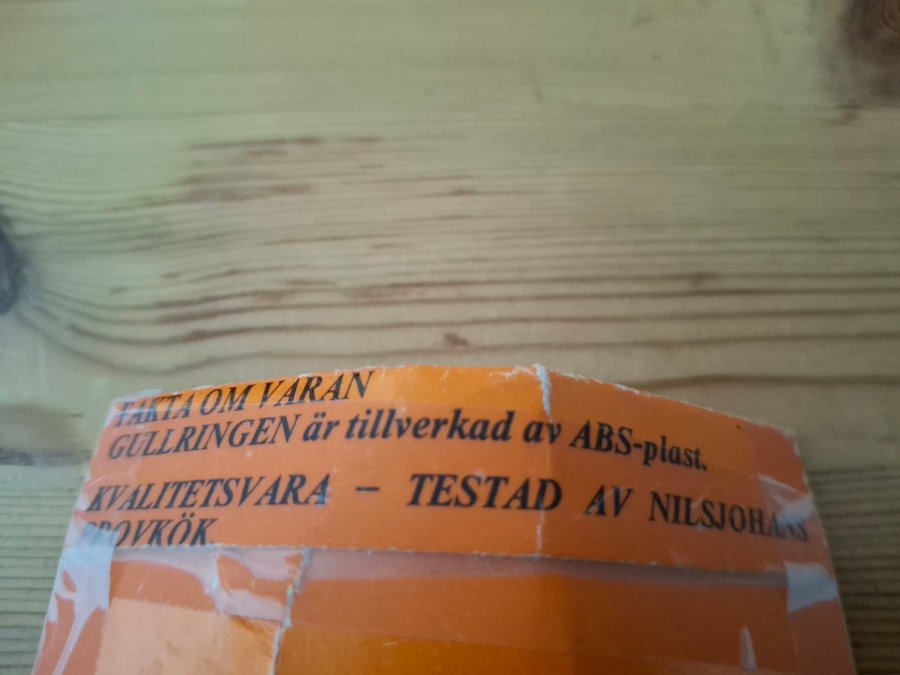 FAKTA OM VARAN
GULLRINGEN är tillverkad av ABS-plast.
KVALITETSVARA – TESTAD AV NILSJOHANS
PROVKÖK.